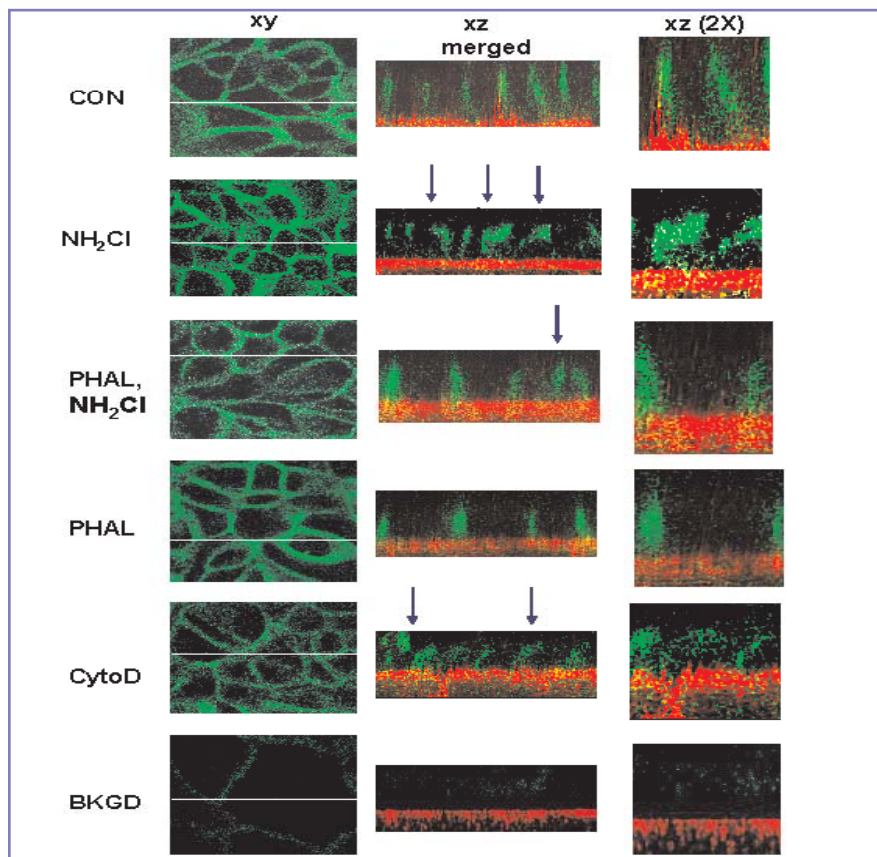 xy xz xz (2X)
merged
CON
NH₂Cl
PHAL,
NH₂Cl
PHAL
CytoD
BKGD